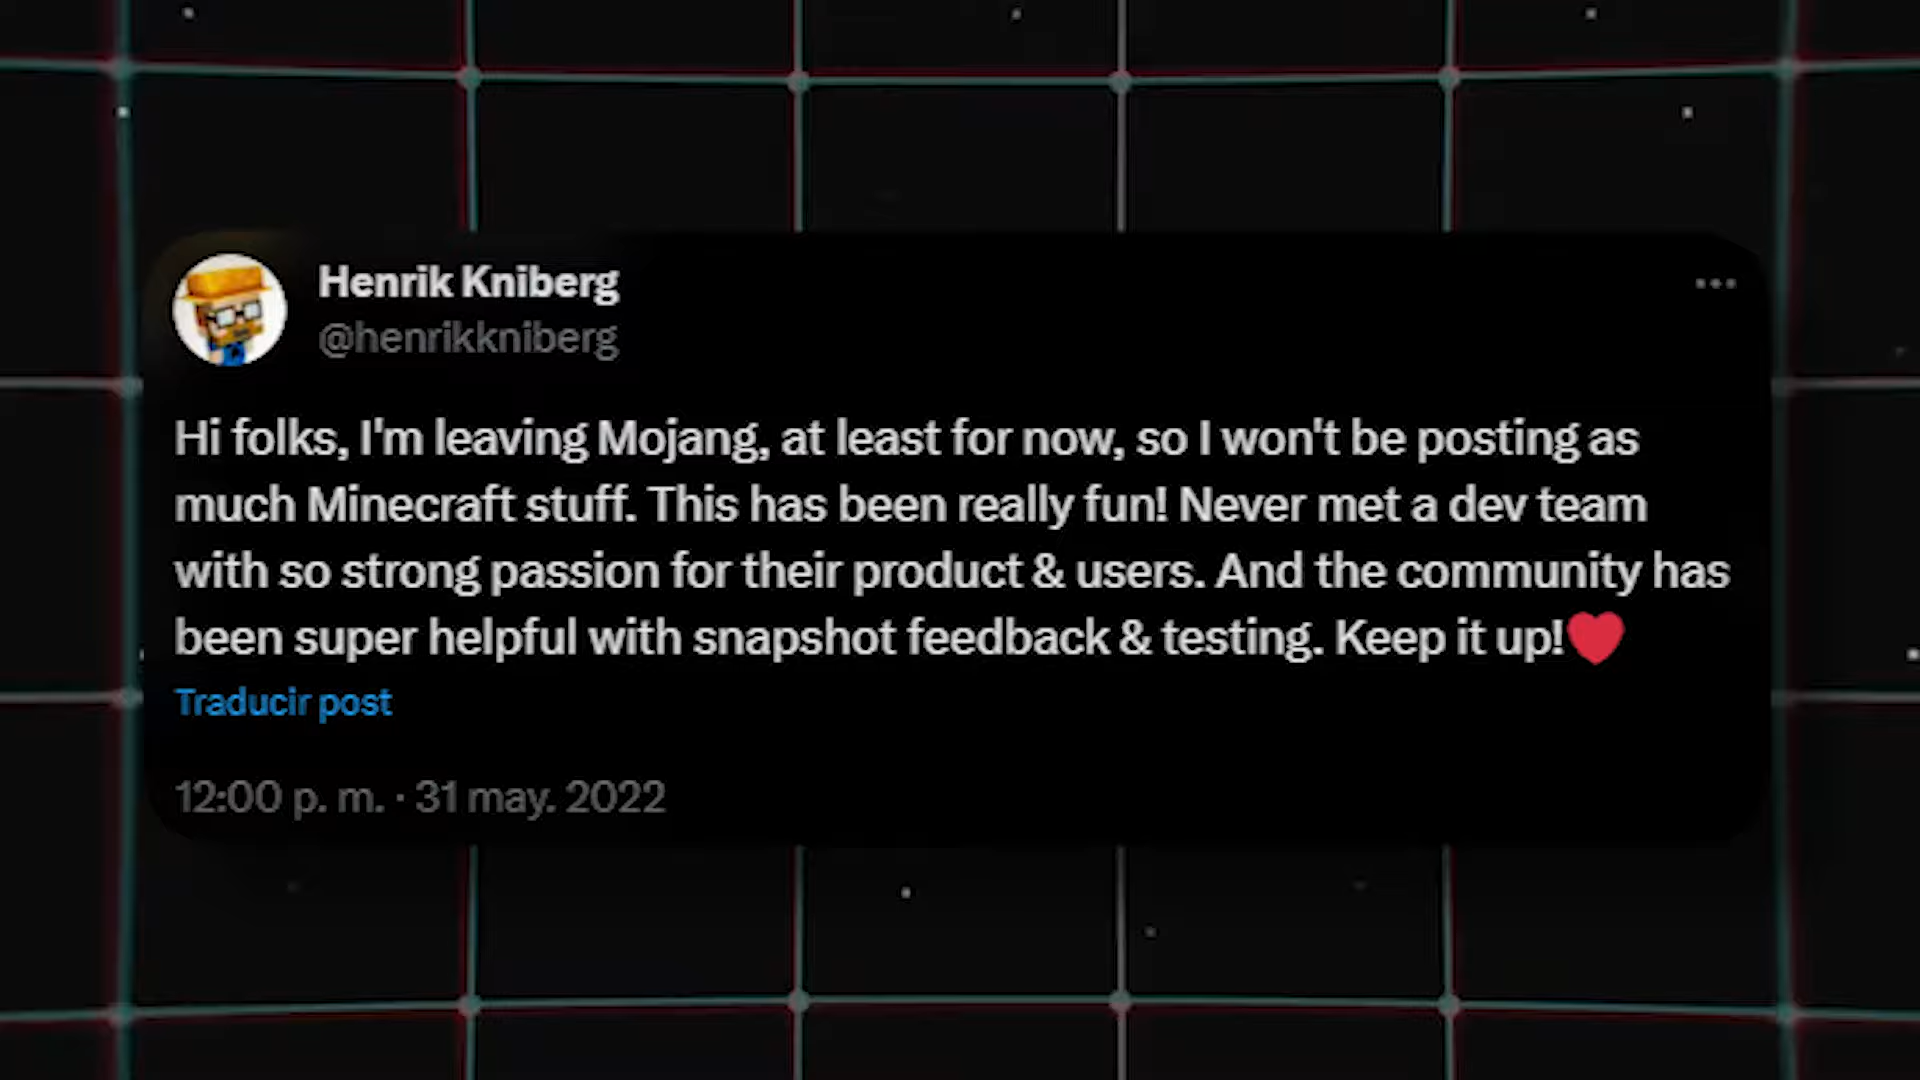 Henrik Kniberg
@henrikkniberg
Hi folks, I'm leaving Mojang, at least for now, so I won't be posting as
much Minecraft stuff. This has been really fun! Never met a dev team
with so strong passion for their product & users. And the community has
been super helpful with snapshot feedback & testing. Keep it up!❤️
Traducir post
12:00 p. m. · 31 may. 2022